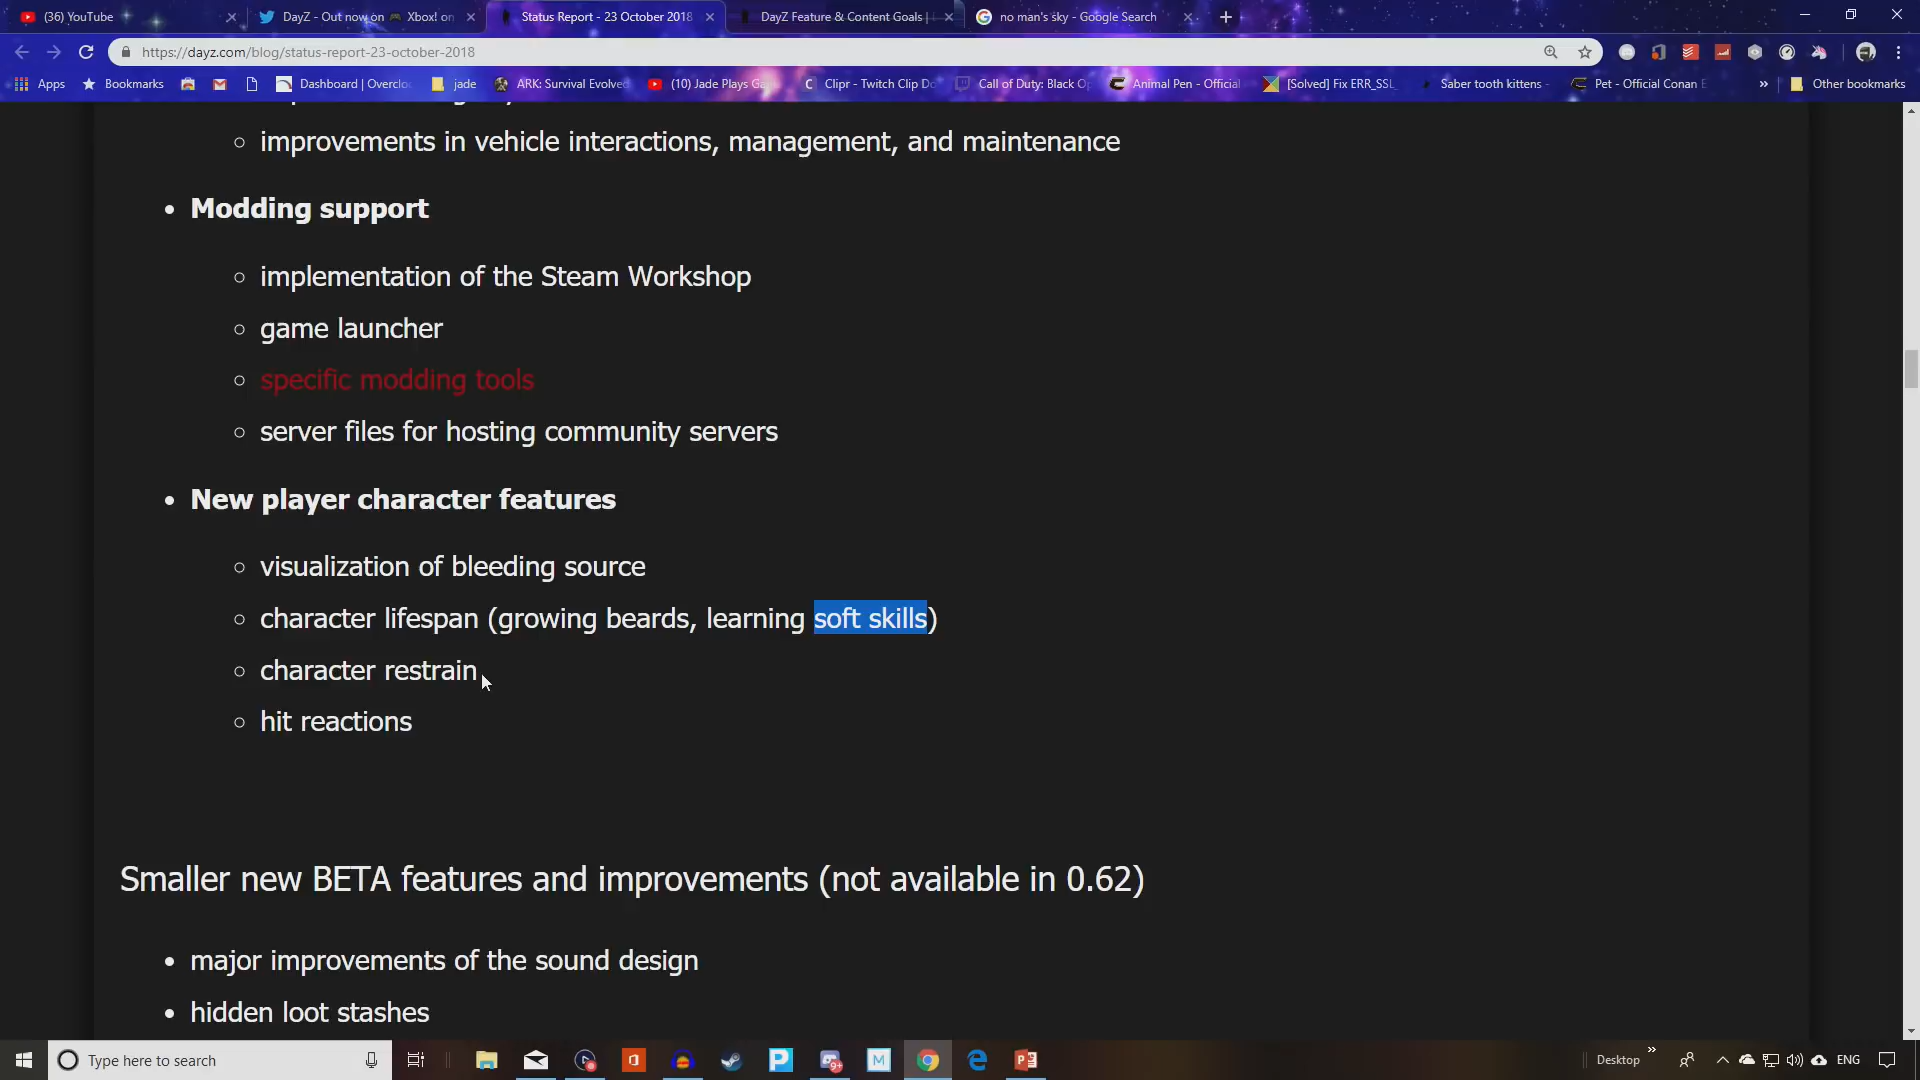 (36) YouTube
DayZ - Out now on 🎮 Xbox! on
Status Report - 23 October 2018
DayZ Feature & Content Goals |
no man's sky - Google Search
https://dayz.com/blog/status-report-23-october-2018
Apps
Bookmarks
Dashboard | Overclo
jade
ARK: Survival Evolved
(10) Jade Plays Ga
Clipr - Twitch Clip Do
Call of Duty: Black Op
Animal Pen - Official
[Solved] Fix ERR_SSL_
Saber tooth kittens -
Pet - Official Conan E
»
Other bookmarks
improvements in vehicle interactions, management, and maintenance
Modding support
implementation of the Steam Workshop
game launcher
specific modding tools
server files for hosting community servers
New player character features
visualization of bleeding source
character lifespan (growing beards, learning soft skills)
character restrain
hit reactions
Smaller new BETA features and improvements (not available in 0.62)
major improvements of the sound design
hidden loot stashes
Type here to search
Desktop
»
ENG